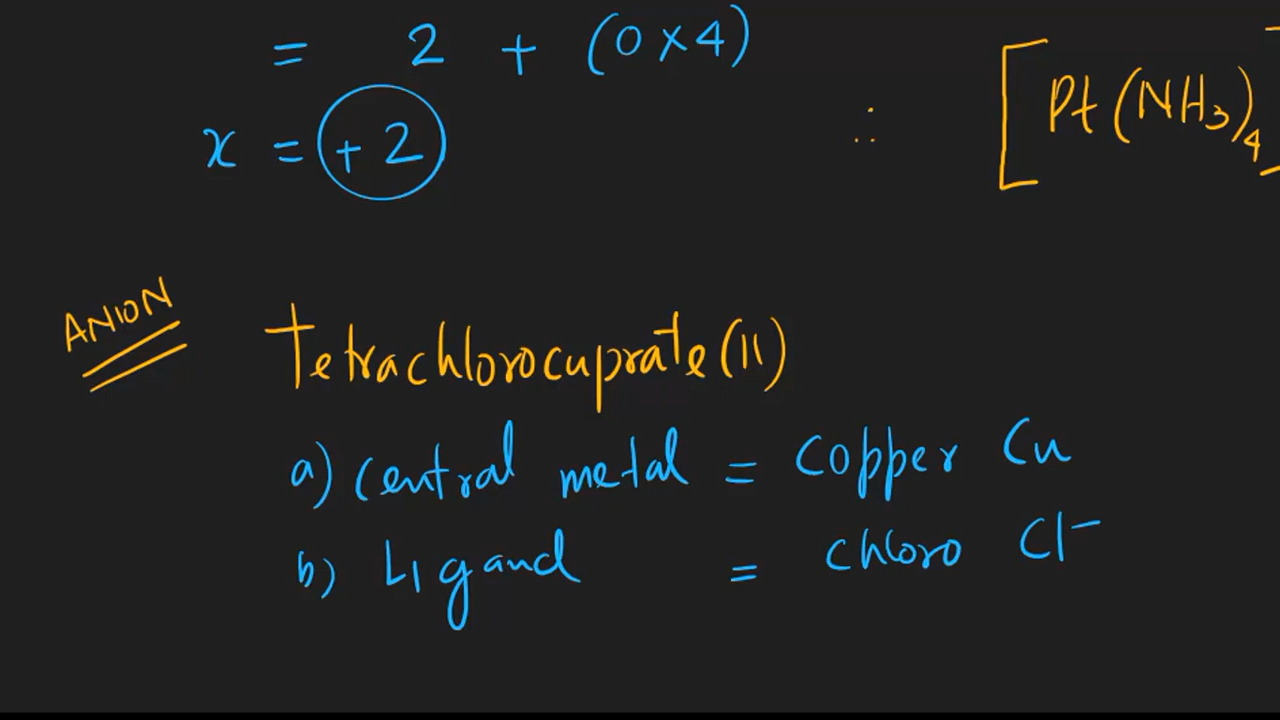 = 2 + (0×4)
x = +2
∴ [Pt(NH₃)₄]
ANION
Tetrachlorocuprate(II)
a) Central metal = Copper Cu
b) Ligand = Chloro Cl⁻